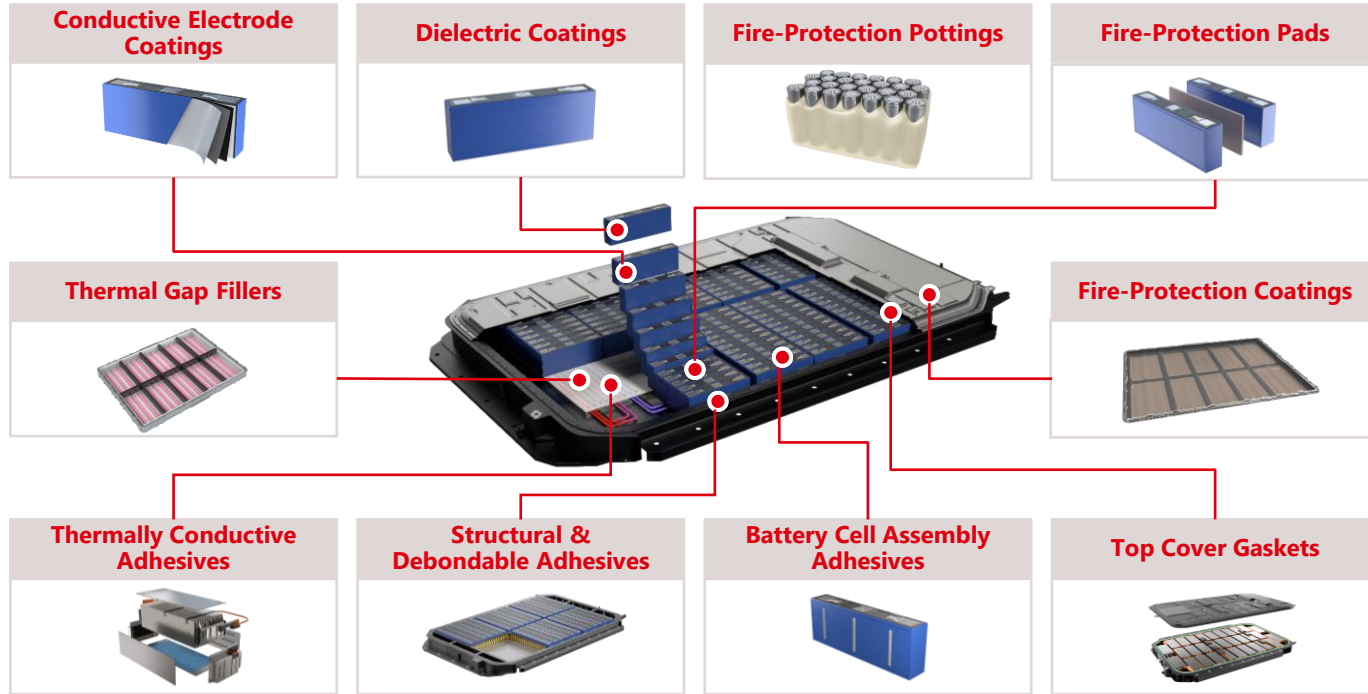 Conductive Electrode
Coatings
Dielectric Coatings
Fire-Protection Pottings
Fire-Protection Pads
Thermal Gap Fillers
Fire-Protection Coatings
Thermally Conductive
Adhesives
Structural &
Debondable Adhesives
Battery Cell Assembly
Adhesives
Top Cover Gaskets